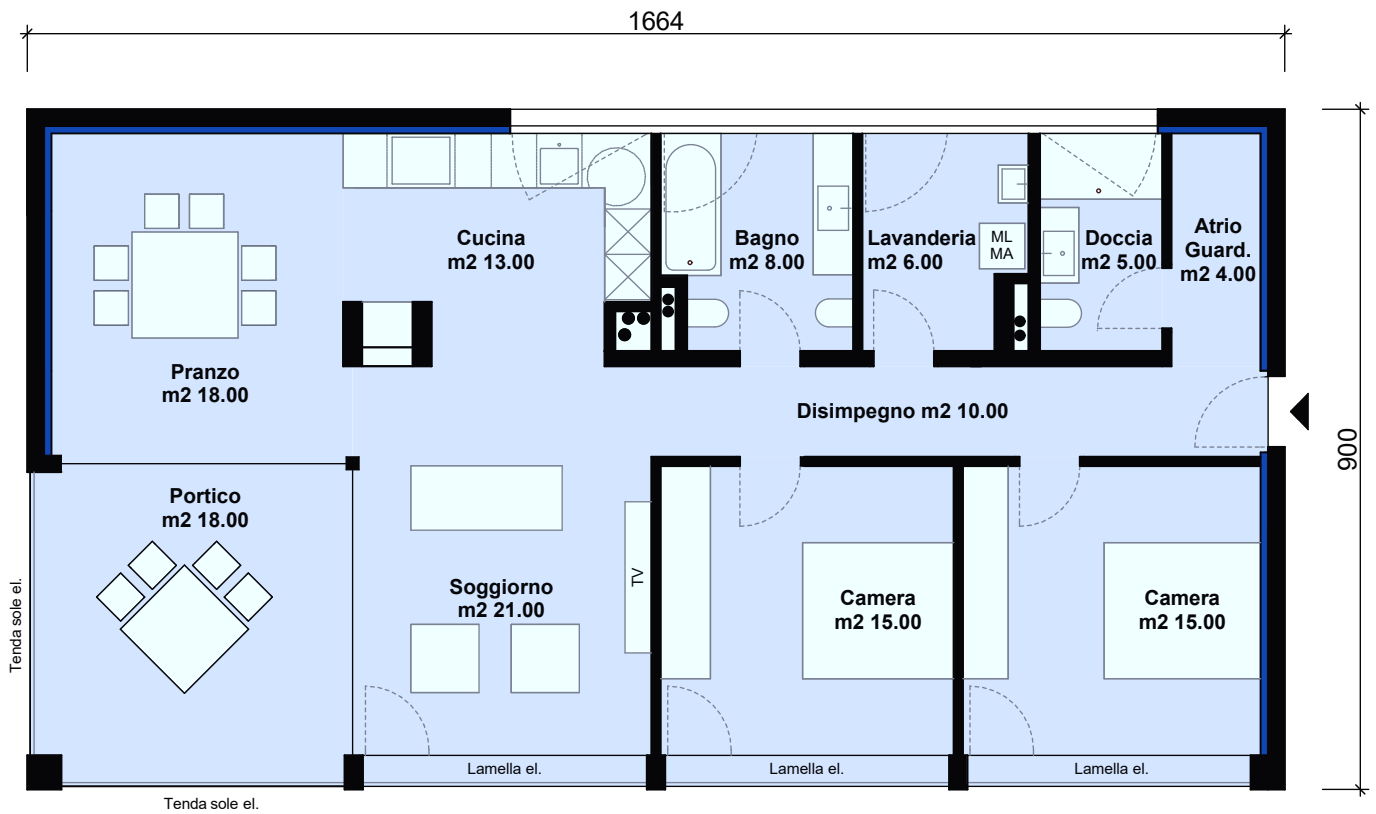 1664
Cucina
m2 13.00
Bagno
m2 8.00
Lavanderia
m2 6.00
ML
MA
Doccia
m2 5.00
Atrio
Guard.
m2 4.00
Pranzo
m2 18.00
Disimpegno m2 10.00
900
Portico
m2 18.00
Soggiorno
m2 21.00
TV
Camera
m2 15.00
Camera
m2 15.00
Tenda sole el.
Lamella el.
Lamella el.
Lamella el.
Tenda sole el.